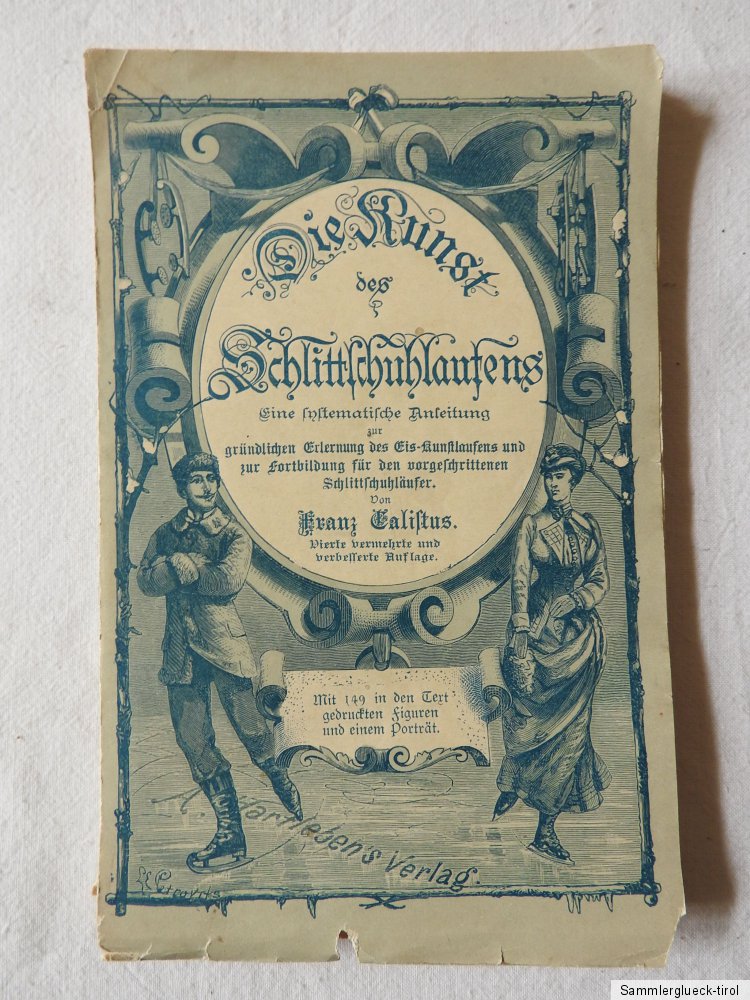 Die Kunst
des
Schlittschuhlaufens
Eine systematische Anleitung
zur
gründlichen Erlernung des Eis-Kunstlaufens und
zur Fortbildung für den vorgeschrittenen
Schlittschuhläufer.
Von
Franz Calistus.
Vierte vermehrte und
verbesserte Auflage.
Mit 149 in den Text
gedruckten Figuren
und einem Porträt.
A. Hartleben's Verlag.
L. Petrovits
Sammlerglueck-tirol